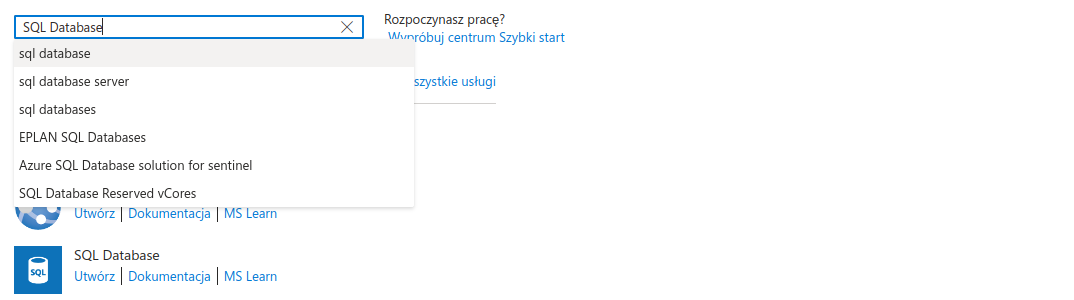 SQL Database
Rozpoczynasz pracę?
Wypróbuj centrum Szybki start
sql database
sql database server
szystkie usługi
sql databases
EPLAN SQL Databases
Azure SQL Database solution for sentinel
SQL Database Reserved vCores
Utwórz | Dokumentacja | MS Learn
SQL
SQL Database
Utwórz | Dokumentacja | MS Learn